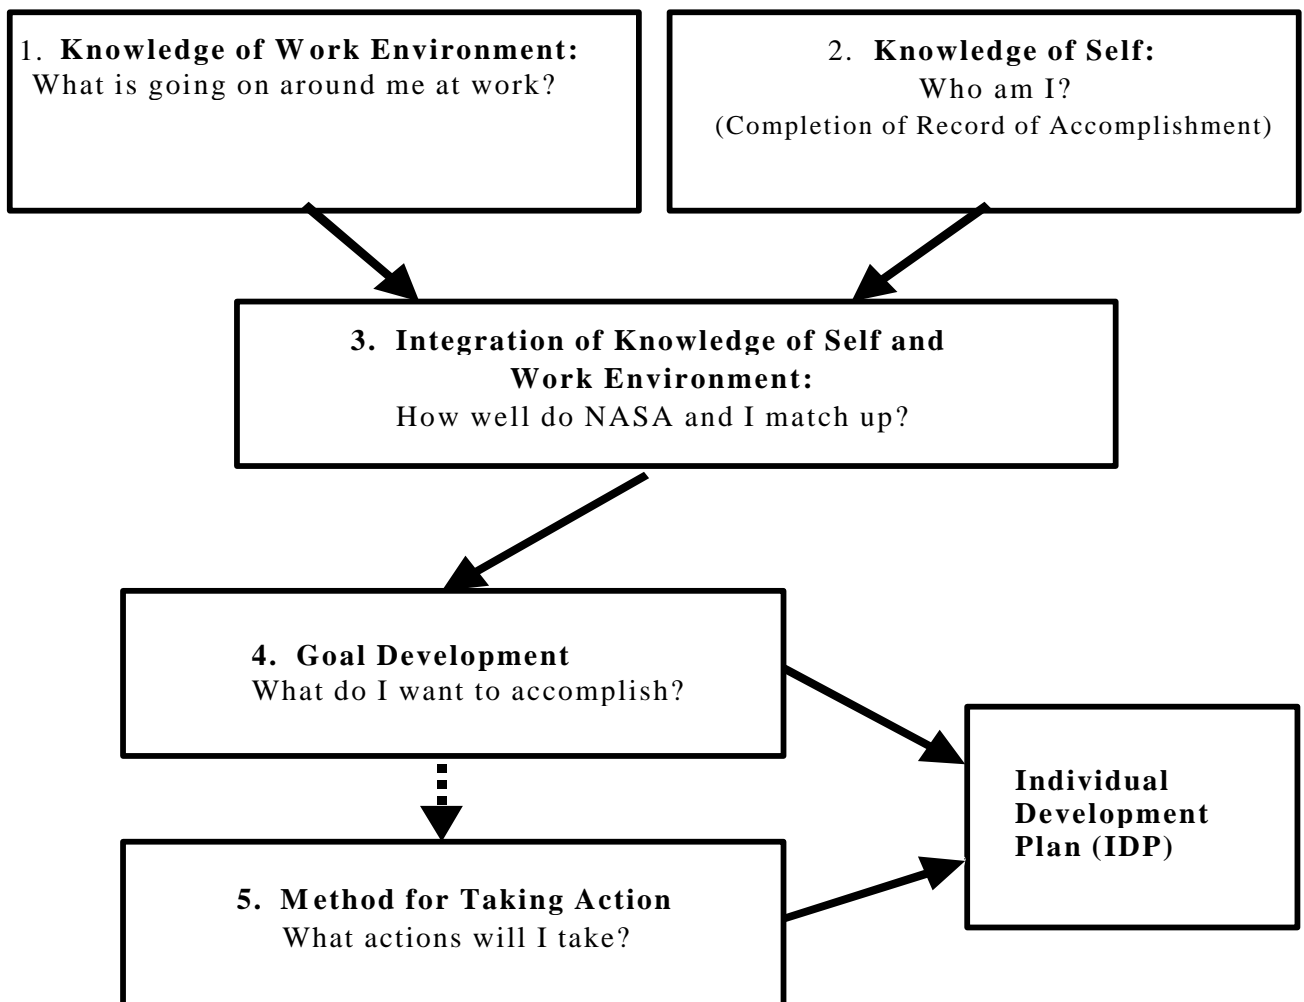 1. Knowledge of Work Environment:
What is going on around me at work?
2. Knowledge of Self:
Who am I?
(Completion of Record of Accomplishment)
3. Integration of Knowledge of Self and
Work Environment:
How well do NASA and I match up?
4. Goal Development
What do I want to accomplish?
5. Method for Taking Action
What actions will I take?
Individual
Development
Plan (IDP)